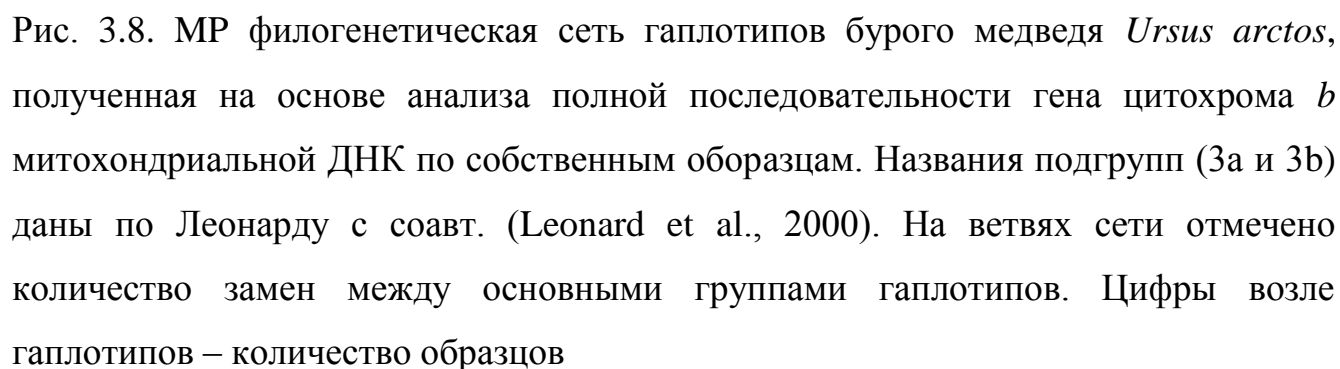 Рис. 3.8. MP филогенетическая сеть гаплотипов бурого медведя Ursus arctos,
полученная на основе анализа полной последовательности гена цитохрома b
митохондриальной ДНК по собственным оборазцам. Названия подгрупп (3a и 3b)
даны по Леонарду с соавт. (Leonard et al., 2000). На ветвях сети отмечено
количество замен между основными группами гаплотипов. Цифры возле
гаплотипов – количество образцов